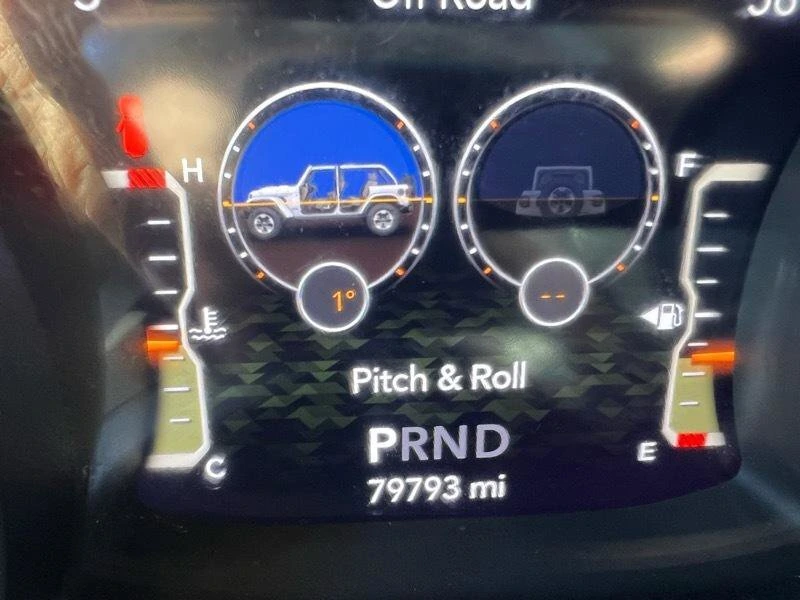 Off Road
H
F
1°
--
Pitch & Roll
PRND
E
C
79793 mi